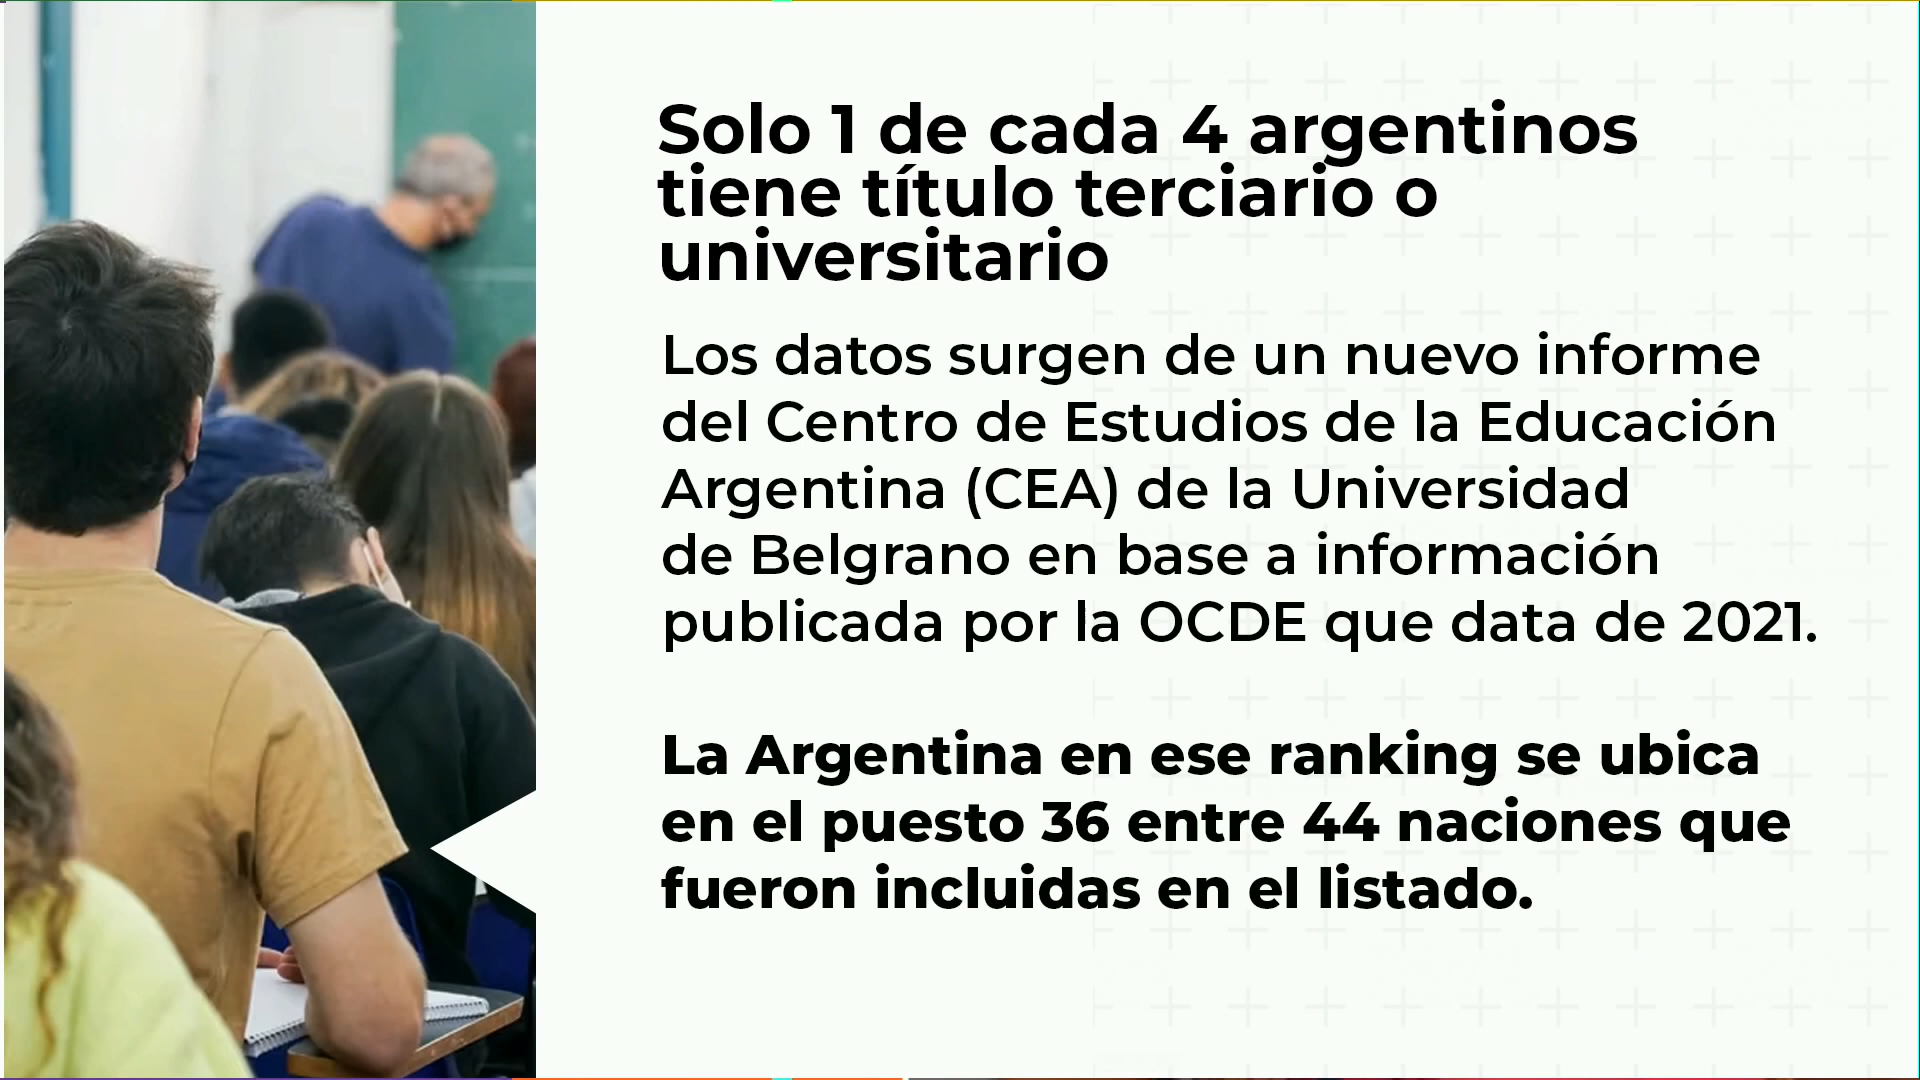 Solo 1 de cada 4 argentinos
tiene título terciario o
universitario
Los datos surgen de un nuevo informe
del Centro de Estudios de la Educación
Argentina (CEA) de la Universidad
de Belgrano en base a información
publicada por la OCDE que data de 2021.
La Argentina en ese ranking se ubica
en el puesto 36 entre 44 naciones que
fueron incluidas en el listado.